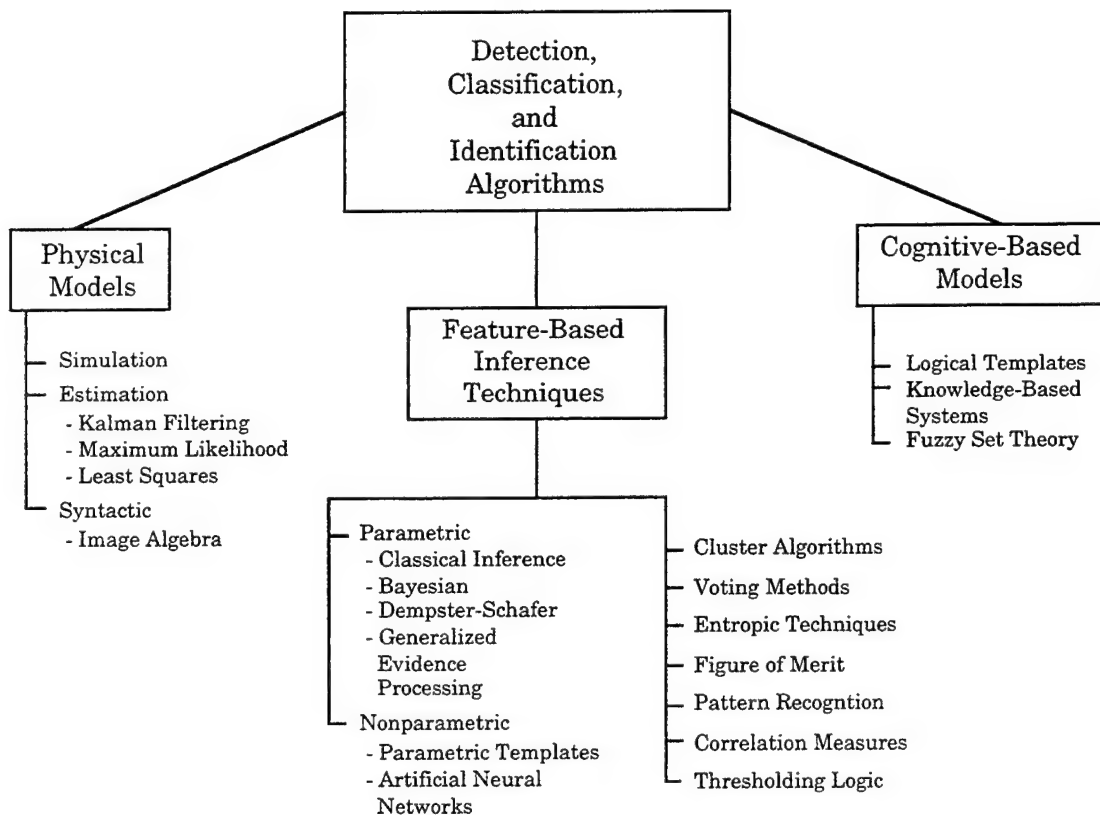 Detection,
Classification,
and
Identification
Algorithms
Physical
Models
Simulation
Estimation
- Kalman Filtering
- Maximum Likelihood
- Least Squares
Syntactic
- Image Algebra
Feature-Based
Inference
Techniques
Parametric
- Classical Inference
- Bayesian
- Dempster-Schafer
- Generalized
Evidence
Processing
Nonparametric
- Parametric Templates
- Artificial Neural
Networks
Cluster Algorithms
Voting Methods
Entropic Techniques
Figure of Merit
Pattern Recogntion
Correlation Measures
Thresholding Logic
Cognitive-Based
Models
Logical Templates
Knowledge-Based
Systems
Fuzzy Set Theory